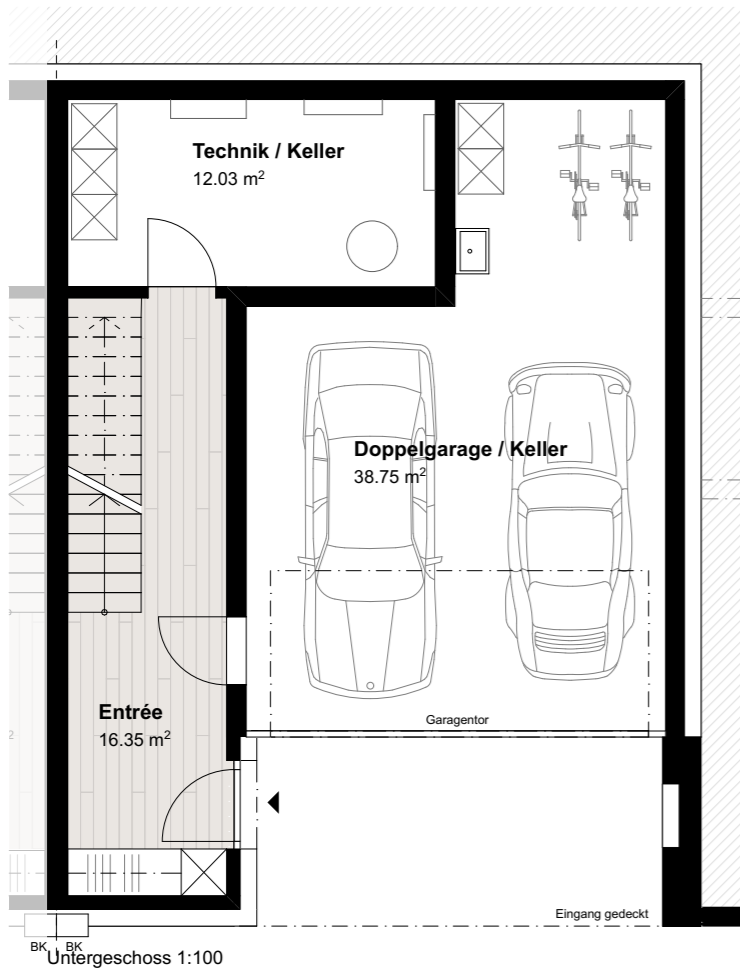 Technik / Keller
12.03 m²
Doppelgarage / Keller
38.75 m²
Entrée
16.35 m²
Garagentor
Eingang gedeckt
BK BK
Untergeschoss 1:100